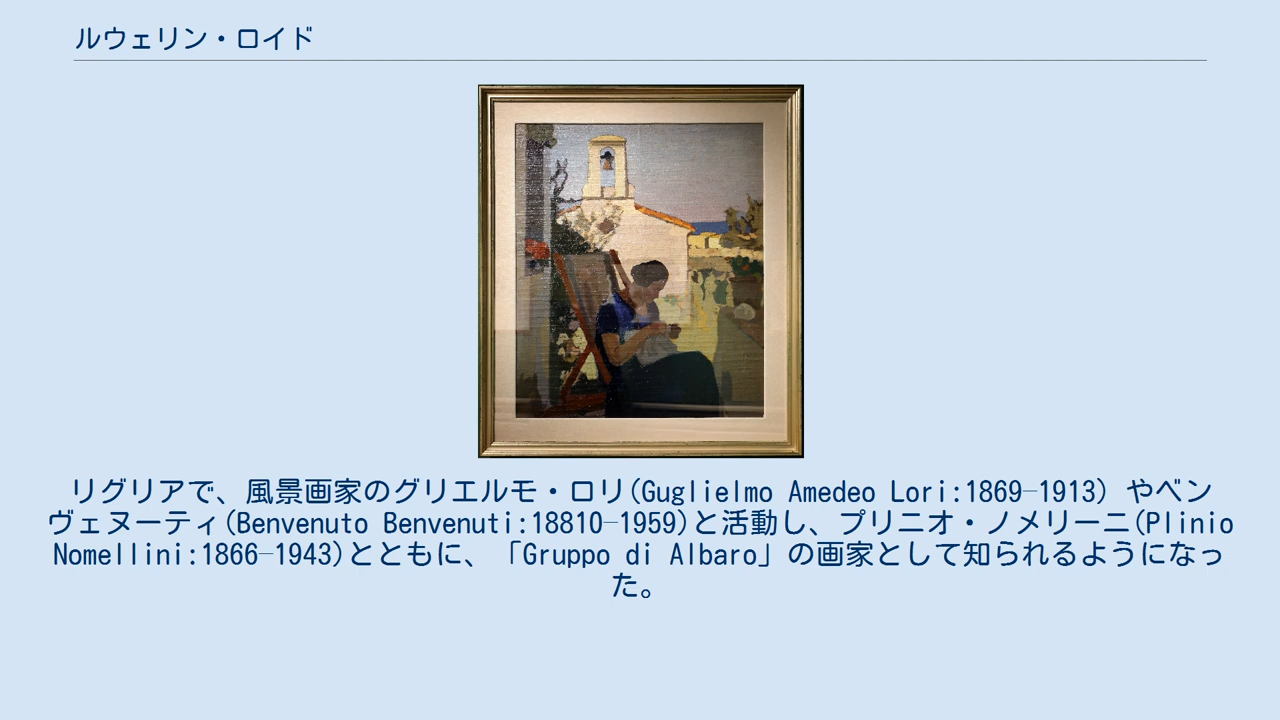 ルウェリン・ロイド
リグリアで、風景画家のグリエルモ・ロリ(Guglielmo Amedeo Lori:1869–1913) やベン
ヴェヌーティ(Benvenuto Benvenuti:18810–1959)と活動し、プリニオ・ノメリーニ(Plinio
Nomellini:1866–1943)とともに、「Gruppo di Albaro」の画家として知られるようになっ
た。